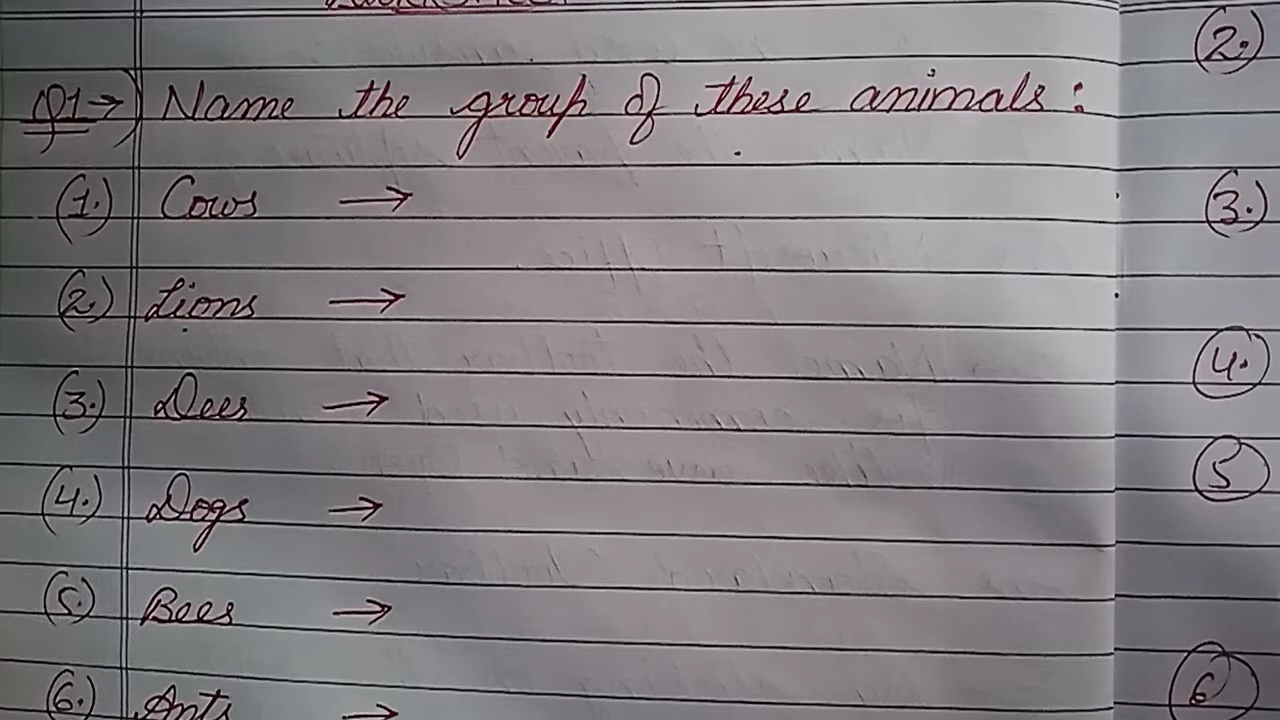 Q1→) Name the group of these animals:
(1.) Cows →
(2.) Lions →
(3.) Dees →
(4.) Dogs →
(5.) Bees →
(6.) Ants →
(2.)
(3.)
(4.)
(5)
(6)